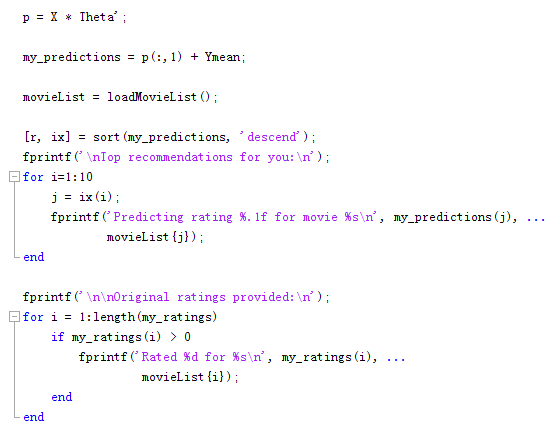 p = X * Theta';
my_predictions = p(:,1) + Ymean;
movieList = loadMovieList();
[r, ix] = sort(my_predictions, 'descend');
fprintf('\nTop recommendations for you:\n');
for i=1:10
    j = ix(i);
    fprintf('Predicting rating %.1f for movie %s\n', my_predictions(j), ...
            movieList{j});
end
fprintf('\n\nOriginal ratings provided:\n');
for i = 1:length(my_ratings)
    if my_ratings(i) > 0
        fprintf('Rated %d for %s\n', my_ratings(i), ...
                 movieList{i});
    end
end